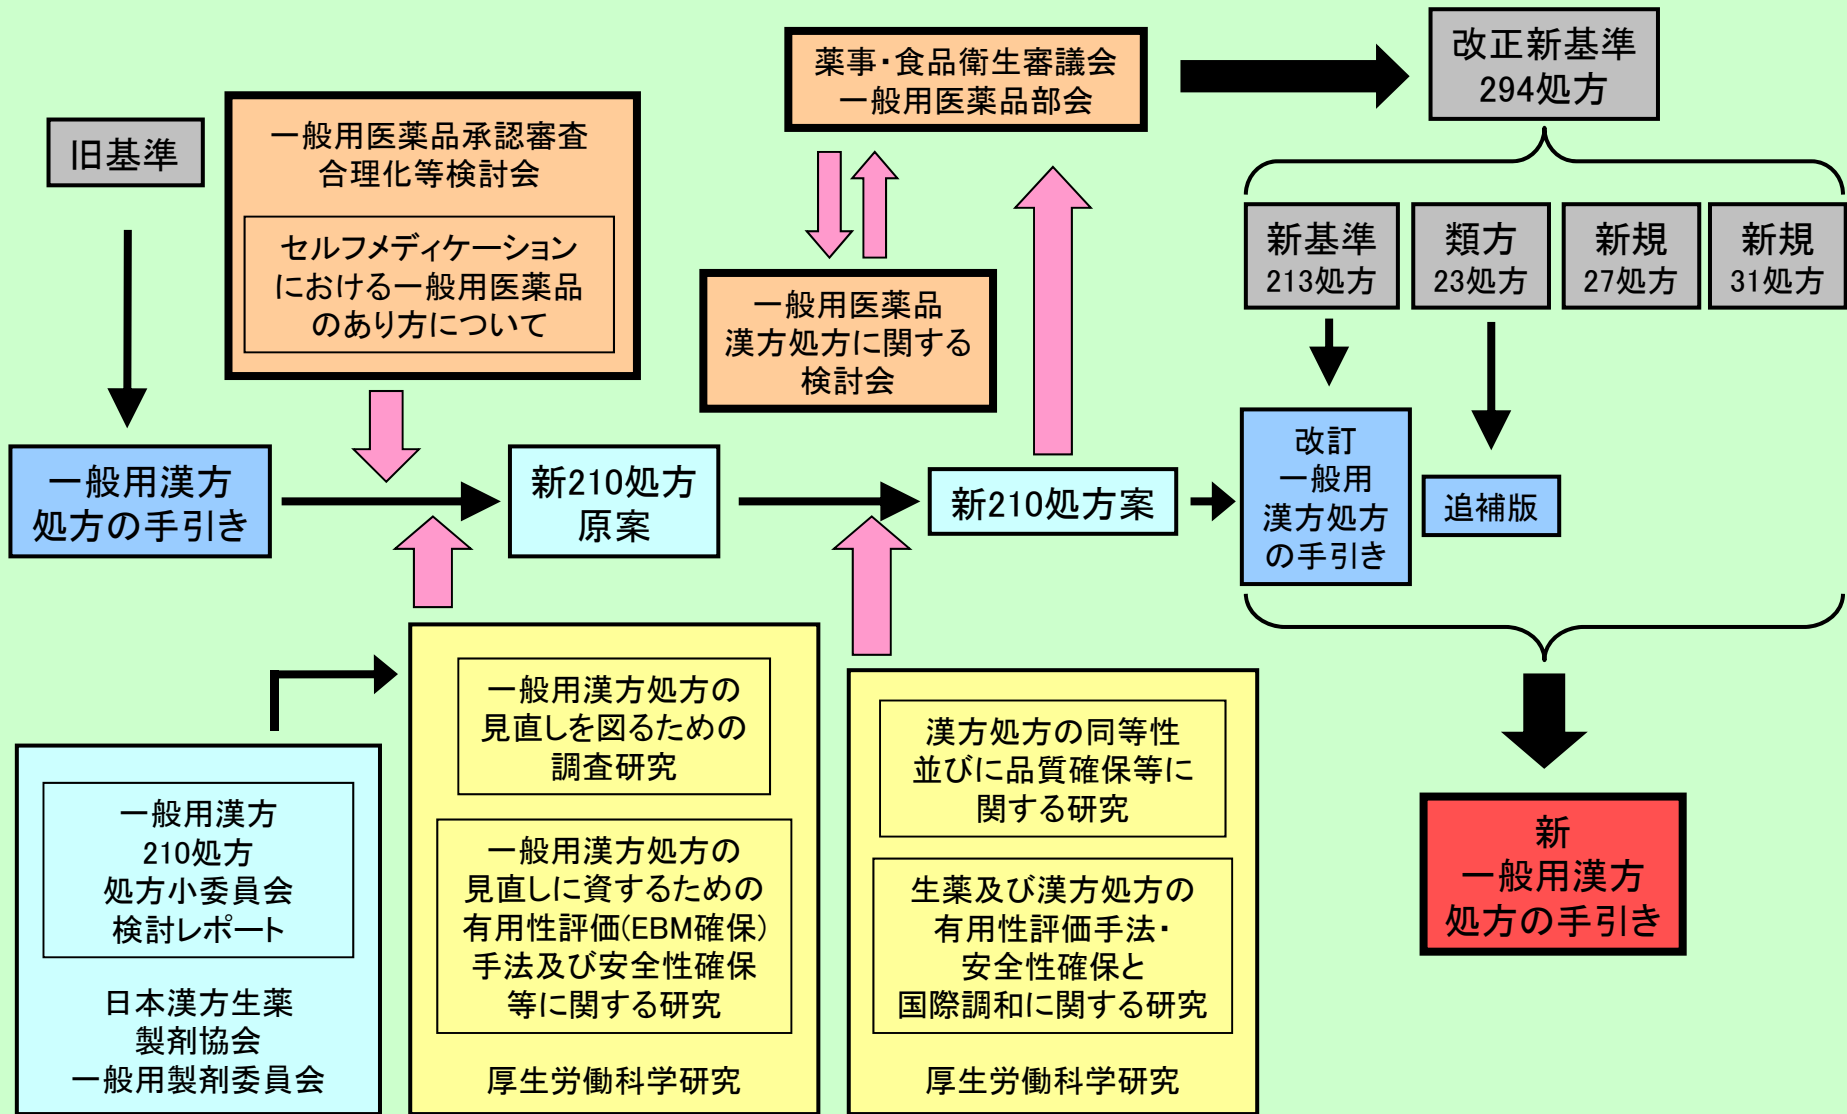 旧基準
一般用医薬品承認審査
合理化等検討会
セルフメディケーション
における一般用医薬品
のあり方について
薬事・食品衛生審議会
一般用医薬品部会
改正新基準
294処方
一般用医薬品
漢方処方に関する
検討会
新基準
213処方
類方
23処方
新規
27処方
新規
31処方
一般用漢方
処方の手引き
新210処方
原案
新210処方案
改訂
一般用
漢方処方
の手引き
追補版
一般用漢方
210処方
処方小委員会
検討レポート
日本漢方生薬
製剤協会
一般用製剤委員会
一般用漢方処方の
見直しを図るための
調査研究
一般用漢方処方の
見直しに資するための
有用性評価(EBM確保)
手法及び安全性確保
等に関する研究
厚生労働科学研究
漢方処方の同等性
並びに品質確保等に
関する研究
生薬及び漢方処方の
有用性評価手法・
安全性確保と
国際調和に関する研究
厚生労働科学研究
新
一般用漢方
処方の手引き